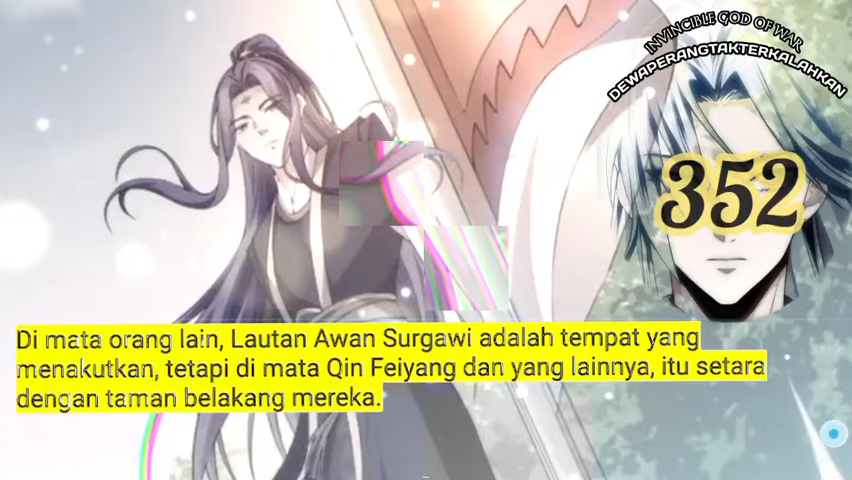 INVINCIBLE GOD OF WAR
DEWAPERANGTAKTERKALAHKAN
352
Di mata orang lain, Lautan Awan Surgawi adalah tempat yang
menakutkan, tetapi di mata Qin Feiyang dan yang lainnya, itu setara
dengan taman belakang mereka.